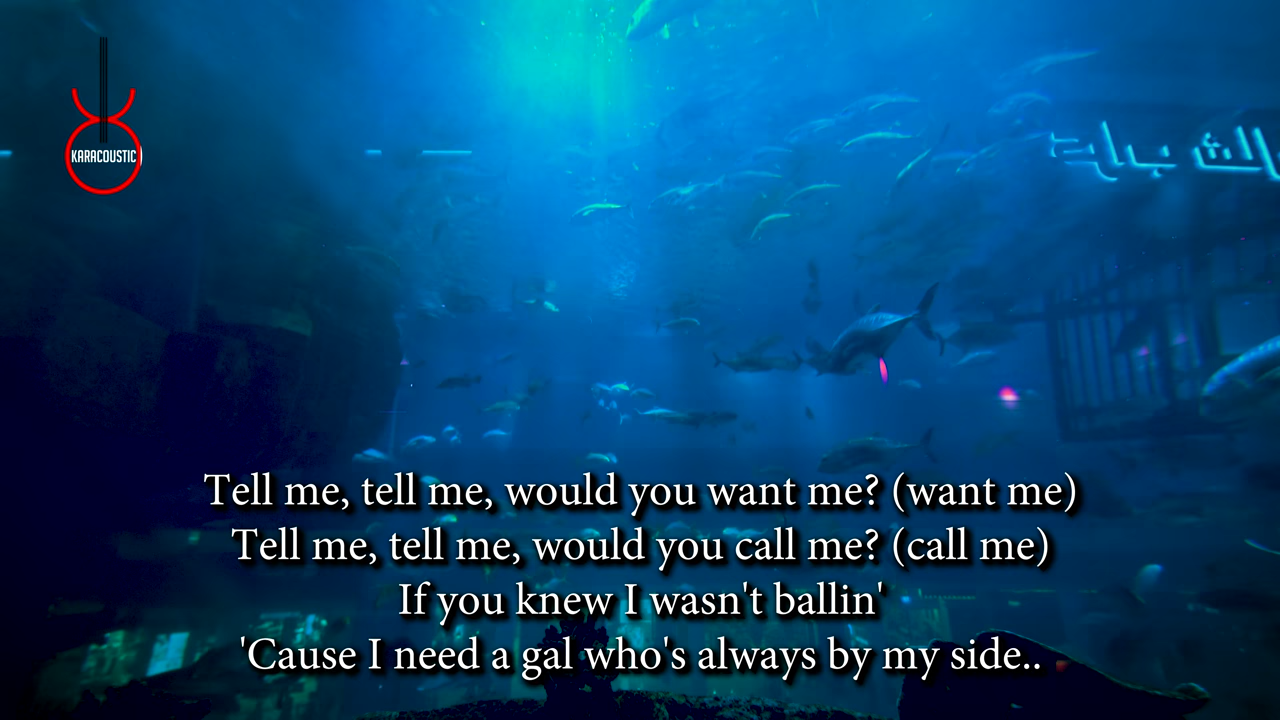 KARACOUSTIC
Tell me, tell me, would you want me? (want me)
Tell me, tell me, would you call me? (call me)
If you knew I wasn't ballin'
'Cause I need a gal who's always by my side..